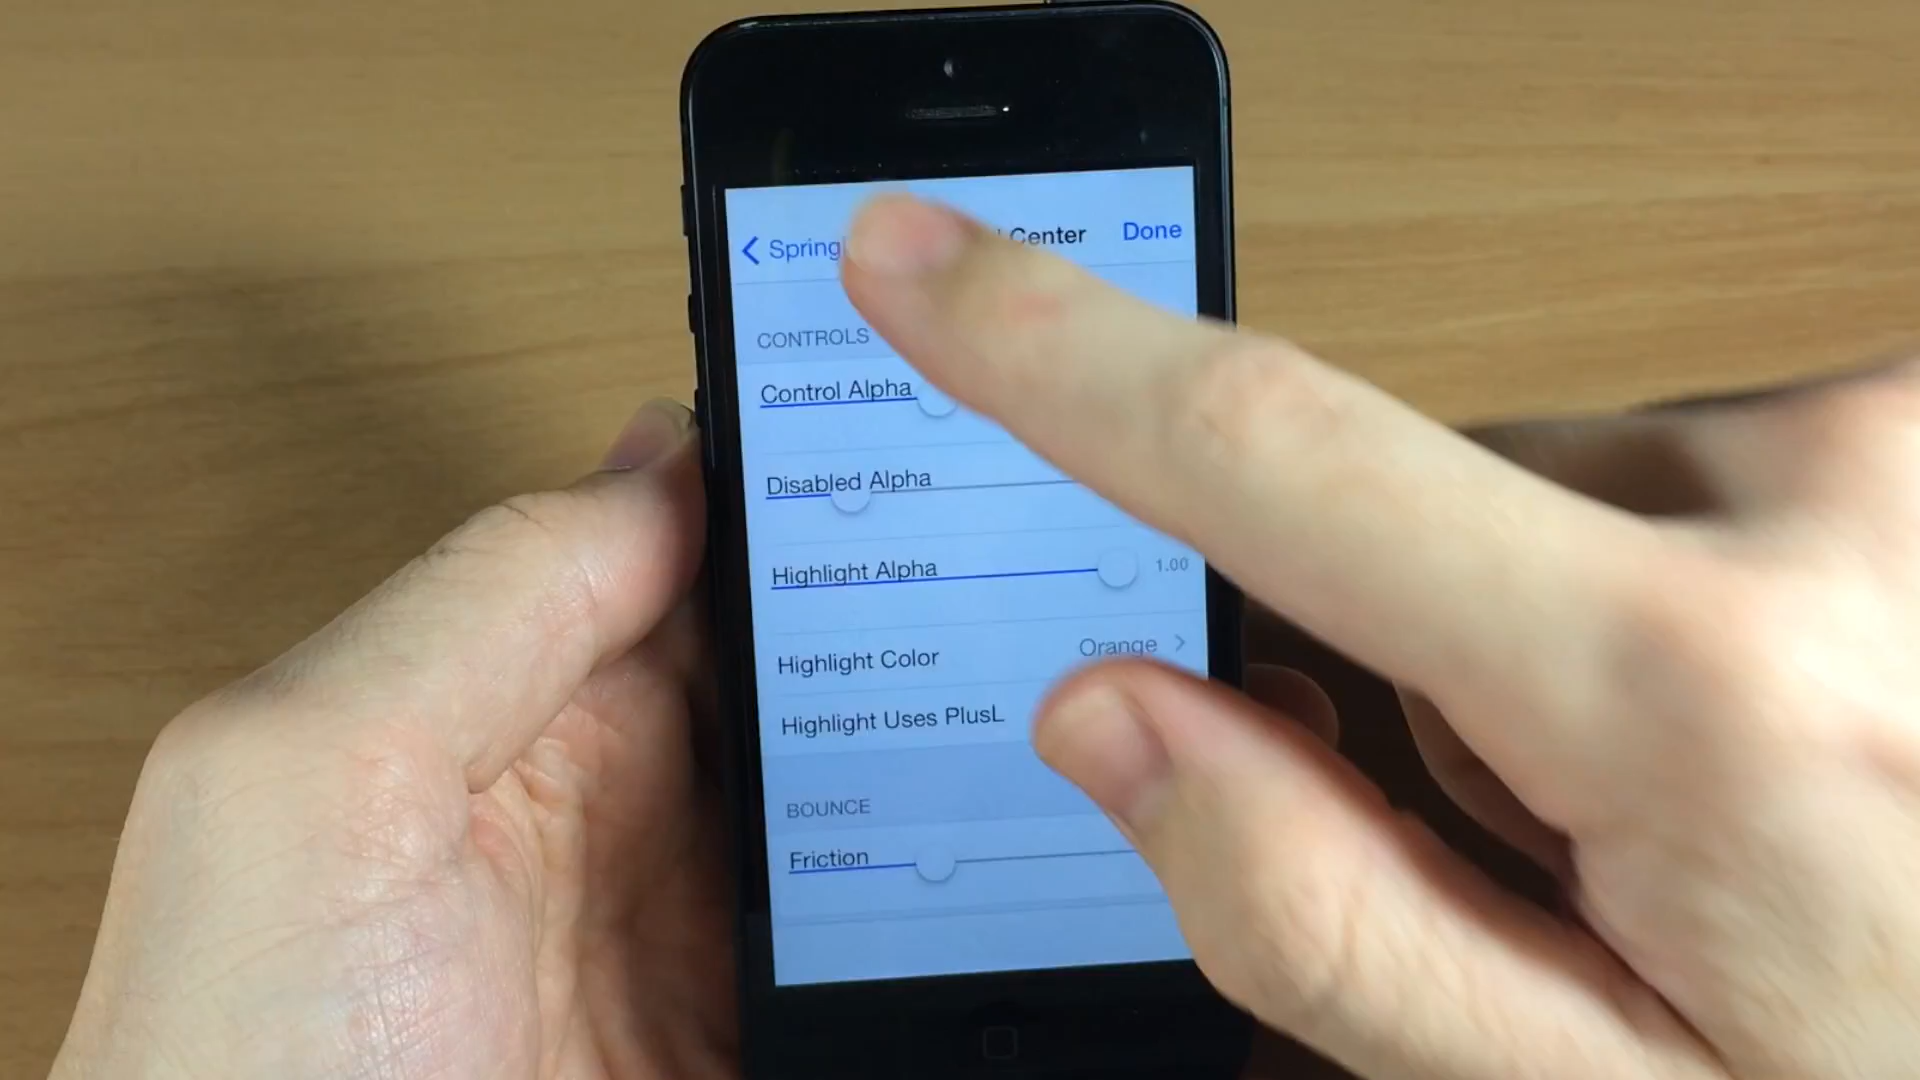 Center Done
CONTROLS
Control Alpha
Disabled Alpha
Highlight Alpha 1.00
Highlight Color Orange
Highlight Uses PlusL
BOUNCE
Friction